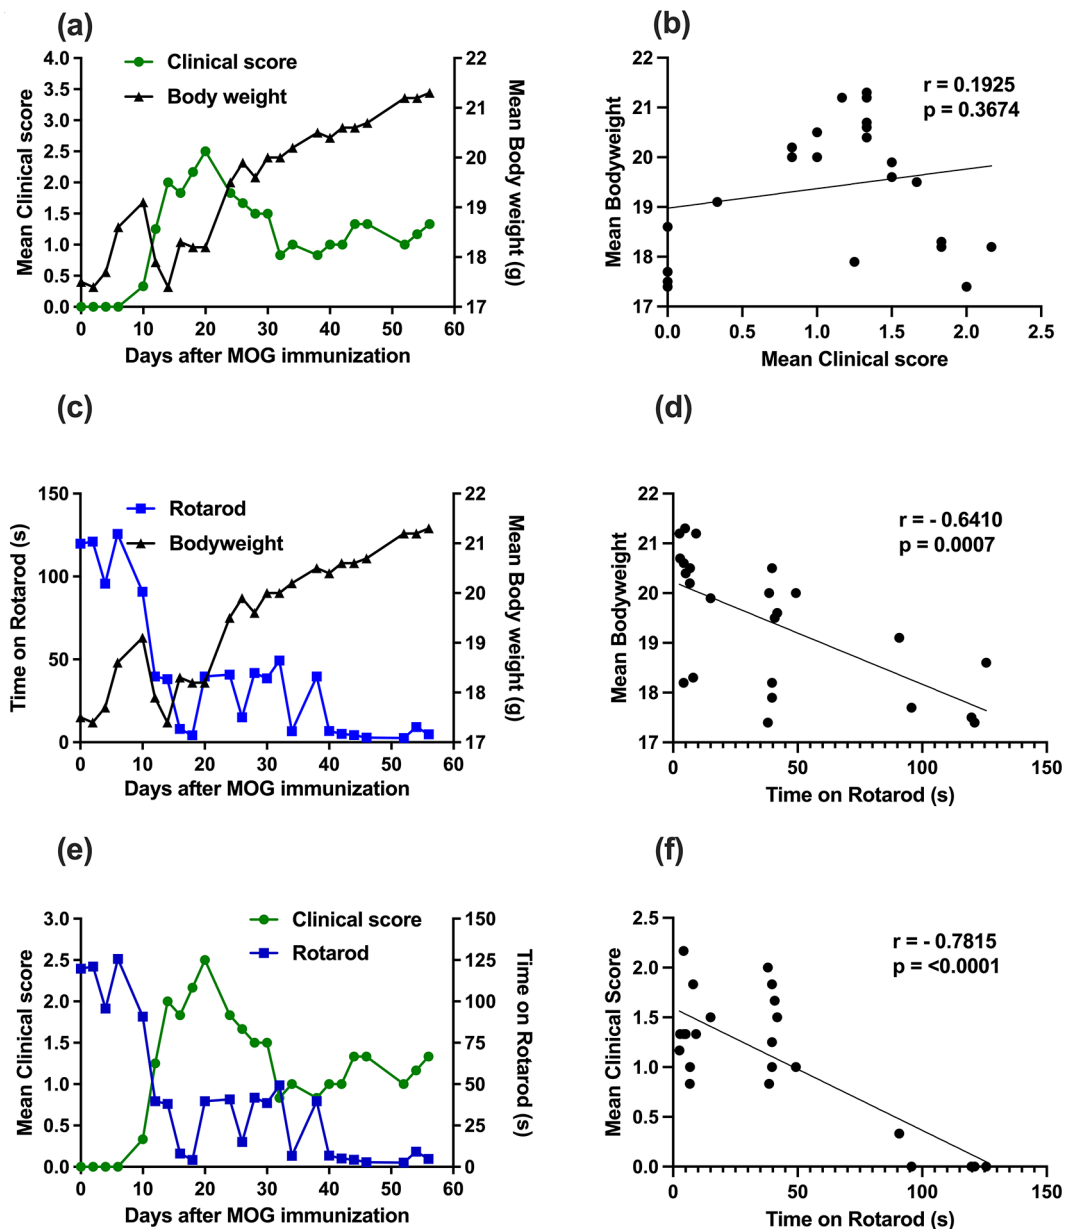 (a)
Clinical score
Body weight
Mean Clinical score
4.0
3.5
3.0
2.5
2.0
1.5
1.0
0.5
0.0
22
21
20
19
18
17
Mean Body weight (g)
0 10 20 30 40 50 60
Days after MOG immunization
(b)
r = 0.1925
p = 0.3674
Mean Bodyweight
22
21
20
19
18
17
0.0 0.5 1.0 1.5 2.0 2.5
Mean Clinical score
(c)
Rotarod
Bodyweight
Time on Rotarod (s)
150
100
50
0
22
21
20
19
18
17
Mean Body weight (g)
0 10 20 30 40 50 60
Days after MOG immunization
(d)
r = - 0.6410
p = 0.0007
Mean Bodyweight
22
21
20
19
18
17
0 50 100 150
Time on Rotarod (s)
(e)
Clinical score
Rotarod
Mean Clinical score
3.0
2.5
2.0
1.5
1.0
0.5
0.0
150
125
100
75
50
25
0
Time on Rotarod (s)
0 10 20 30 40 50 60
Days after MOG immunization
(f)
r = - 0.7815
p = <0.0001
Mean Clinical Score
2.5
2.0
1.5
1.0
0.5
0.0
0 50 100 150
Time on Rotarod (s)